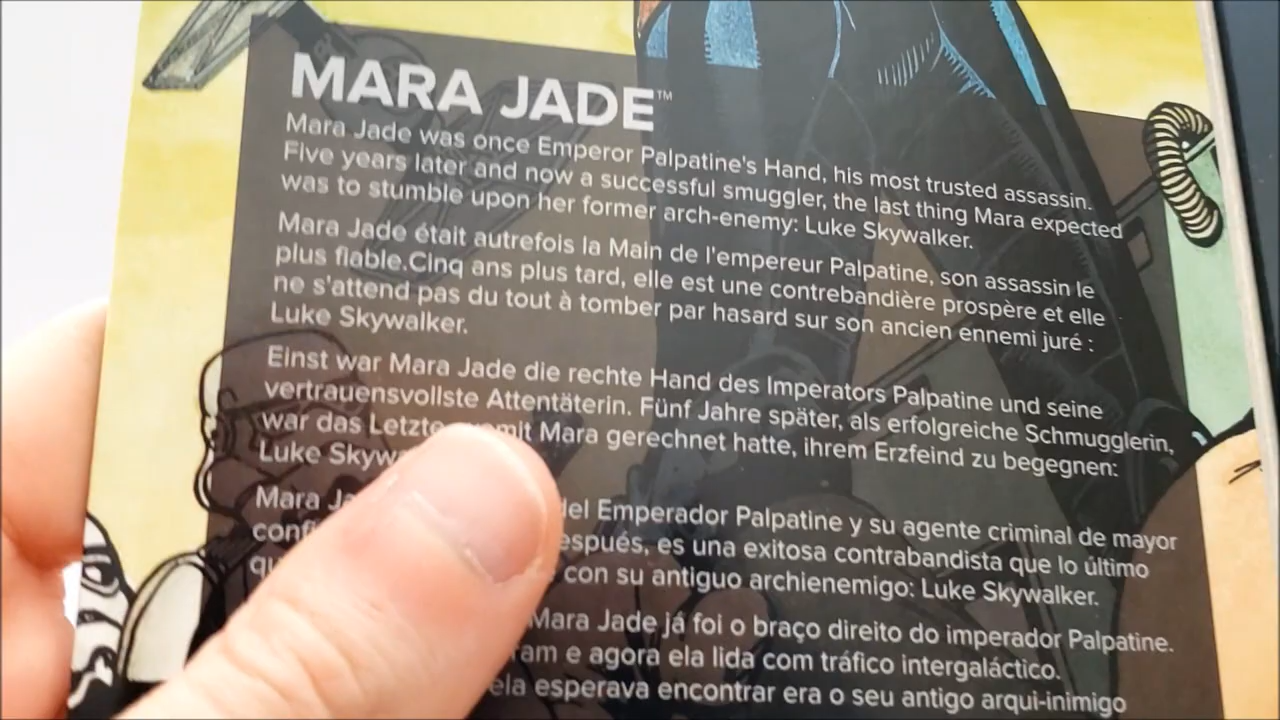 MARA JADE™
Mara Jade was once Emperor Palpatine's Hand, his most trusted assassin.
Five years later and now a successful smuggler, the last thing Mara expected
was to stumble upon her former arch-enemy: Luke Skywalker.
Mara Jade était autrefois la Main de l'empereur Palpatine, son assassin le
plus fiable.Cinq ans plus tard, elle est une contrebandière prospère et elle
ne s'attend pas du tout à tomber par hasard sur son ancien ennemi juré :
Luke Skywalker.
Einst war Mara Jade die rechte Hand des Imperators Palpatine und seine
vertrauensvollste Attentäterin. Fünf Jahre später, als erfolgreiche Schmugglerin,
war das Letzte, Mara gerechnet hatte, ihrem Erzfeind zu begegnen:
Luke
Mara del Emperador Palpatine y su agente criminal de mayor
después, es una exitosa contrabandista que lo último
con su antiguo archienemigo: Luke Skywalker.
Mara Jade já foi o braço direito do imperador Palpatine.
e agora ela lida com tráfico intergaláctico.
ela esperava encontrar era o seu antigo arqui-inimigo